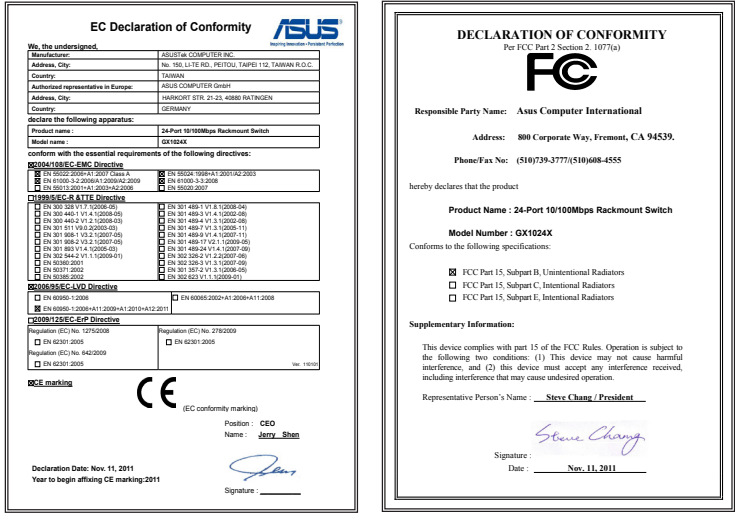 EC Declaration of Conformity
ASUS
Inspiring Innovation • Persistent Perfection
We, the undersigned,
Manufacturer: ASUSTek COMPUTER INC.
Address, City: No. 150, LI-TE RD., PEITOU, TAIPEI 112, TAIWAN R.O.C.
Country: TAIWAN
Authorized representative in Europe: ASUS COMPUTER GmbH
Address, City: HARKORT STR. 21-23, 40880 RATINGEN
Country: GERMANY
declare the following apparatus:
Product name : 24-Port 10/100Mbps Rackmount Switch
Model name : GX1024X
conform with the essential requirements of the following directives:
☒2004/108/EC-EMC Directive
☒ EN 55022:2006+A1:2007 Class A ☒ EN 55024:1998+A1:2001/A2:2003
☒ EN 61000-3-2:2006/A1:2009/A2:2009 ☒ EN 61000-3-3:2008
☐ EN 55013:2001+A1:2003+A2:2006 ☐ EN 55020:2007
☐1999/5/EC-R &TTE Directive
☐ EN 300 328 V1.7.1(2006-05) ☐ EN 301 489-1 V1.8.1(2008-04)
☐ EN 300 440-1 V1.4.1(2008-05) ☐ EN 301 489-3 V1.4.1(2002-08)
☐ EN 300 440-2 V1.2.1(2008-03) ☐ EN 301 489-4 V1.3.1(2002-08)
☐ EN 301 511 V9.0.2(2003-03) ☐ EN 301 489-7 V1.3.1(2005-11)
☐ EN 301 908-1 V3.2.1(2007-05) ☐ EN 301 489-9 V1.4.1(2007-11)
☐ EN 301 908-2 V3.2.1(2007-05) ☐ EN 301 489-17 V2.1.1(2009-05)
☐ EN 301 893 V1.4.1(2005-03) ☐ EN 301 489-24 V1.4.1(2007-09)
☐ EN 302 544-2 V1.1.1(2009-01) ☐ EN 302 326-2 V1.2.2(2007-06)
☐ EN 50360:2001 ☐ EN 302 326-3 V1.3.1(2007-09)
☐ EN 50371:2002 ☐ EN 301 357-2 V1.3.1(2006-05)
☐ EN 50385:2002 ☐ EN 302 623 V1.1.1(2009-01)
☒2006/95/EC-LVD Directive
☐ EN 60950-1:2006 ☐ EN 60065:2002+A1:2006+A11:2008
☒ EN 60950-1:2006+A11:2009+A1:2010+A12:2011
☐2009/125/EC-ErP Directive
Regulation (EC) No. 1275/2008 Regulation (EC) No. 278/2009
☐ EN 62301:2005 ☐ EN 62301:2005
Regulation (EC) No. 642/2009
☐ EN 62301:2005 Ver. 110101
☒CE marking
CE
(EC conformity marking)
Position : CEO
Name : Jerry Shen
Declaration Date: Nov. 11, 2011
Year to begin affixing CE marking:2011
Signature :
DECLARATION OF CONFORMITY
Per FCC Part 2 Section 2. 1077(a)
FC
Responsible Party Name: Asus Computer International
Address: 800 Corporate Way, Fremont, CA 94539.
Phone/Fax No: (510)739-3777/(510)608-4555
hereby declares that the product
Product Name : 24-Port 10/100Mbps Rackmount Switch
Model Number : GX1024X
Conforms to the following specifications:
☒ FCC Part 15, Subpart B, Unintentional Radiators
☐ FCC Part 15, Subpart C, Intentional Radiators
☐ FCC Part 15, Subpart E, Intentional Radiators
Supplementary Information:
This device complies with part 15 of the FCC Rules. Operation is subject to
the following two conditions: (1) This device may not cause harmful
interference, and (2) this device must accept any interference received,
including interference that may cause undesired operation.
Representative Person's Name : Steve Chang / President
Steve Chang
Signature :
Date : Nov. 11, 2011